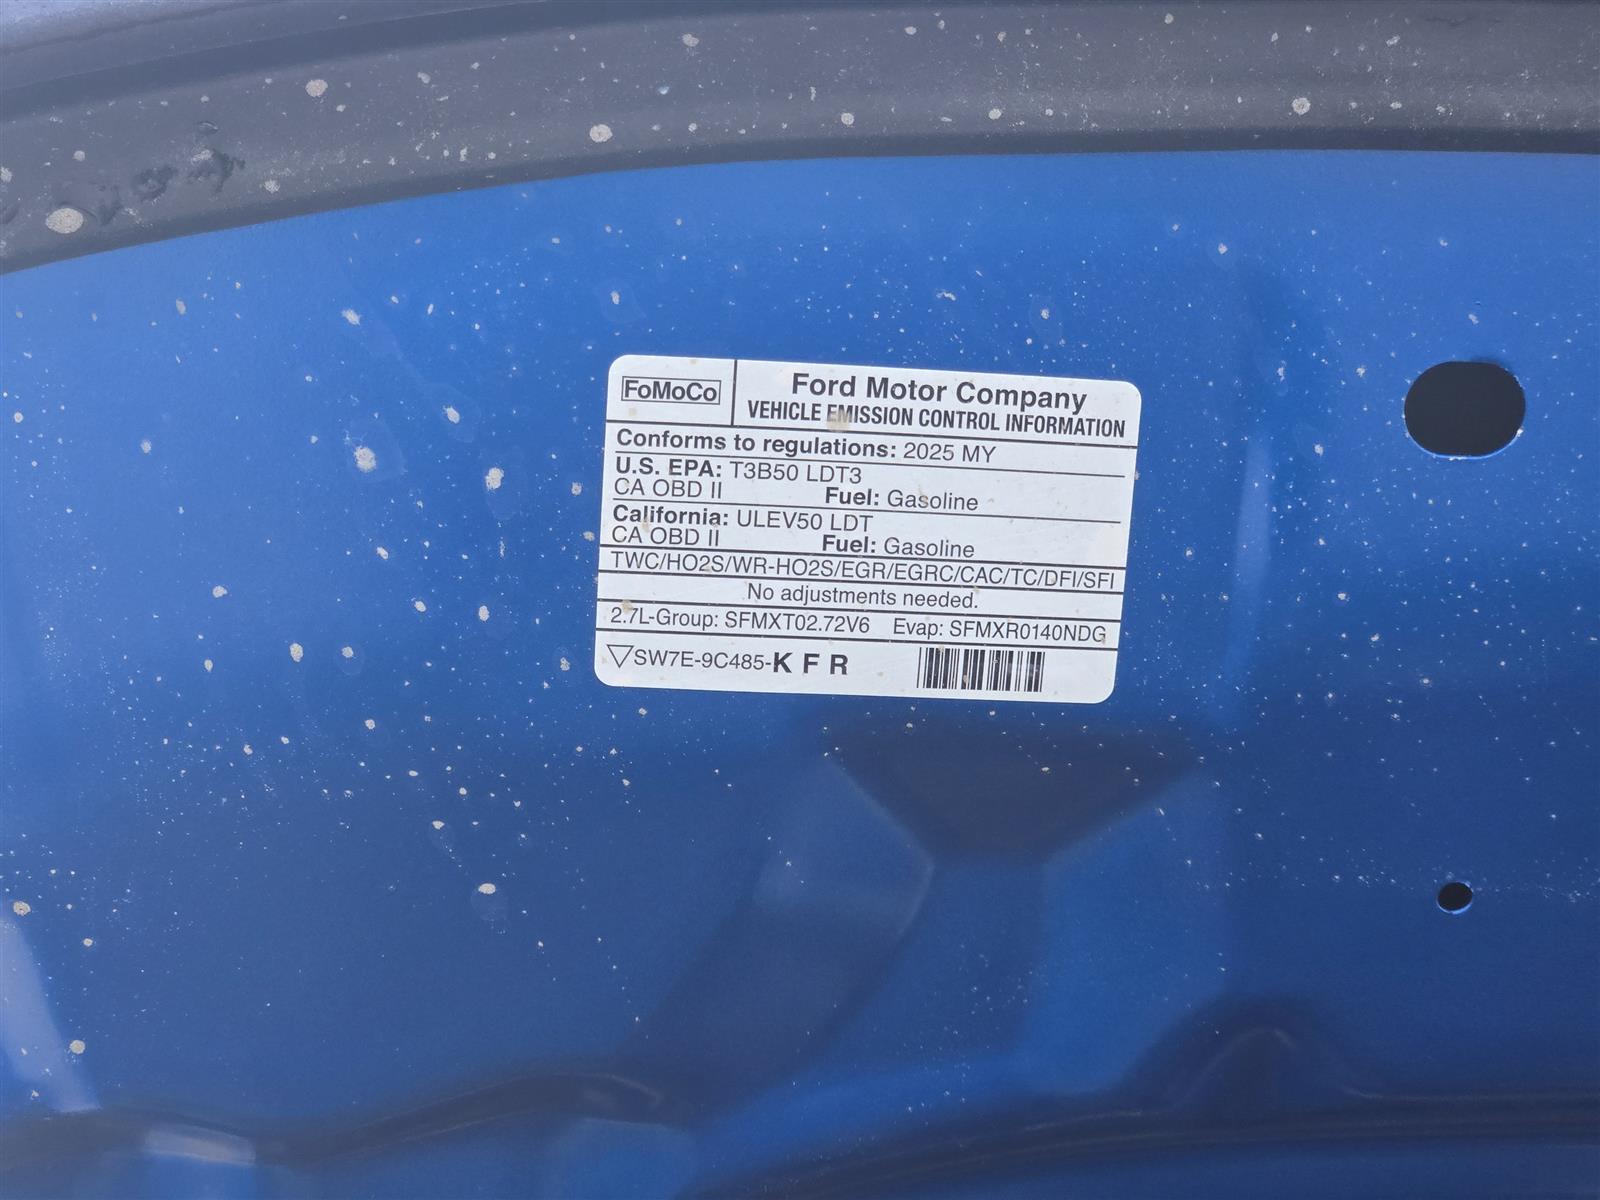 FoMoCo
Ford Motor Company
VEHICLE EMISSION CONTROL INFORMATION
Conforms to regulations: 2025 MY
U.S. EPA: T3B50 LDT3
CA OBD II Fuel: Gasoline
California: ULEV50 LDT
CA OBD II Fuel: Gasoline
TWC/HO2S/WR-HO2S/EGR/EGRC/CAC/TC/DFI/SFI
No adjustments needed.
2.7L-Group: SFMXT02.72V6 Evap: SFMXR0140NDG
SW7E-9C485-K F R